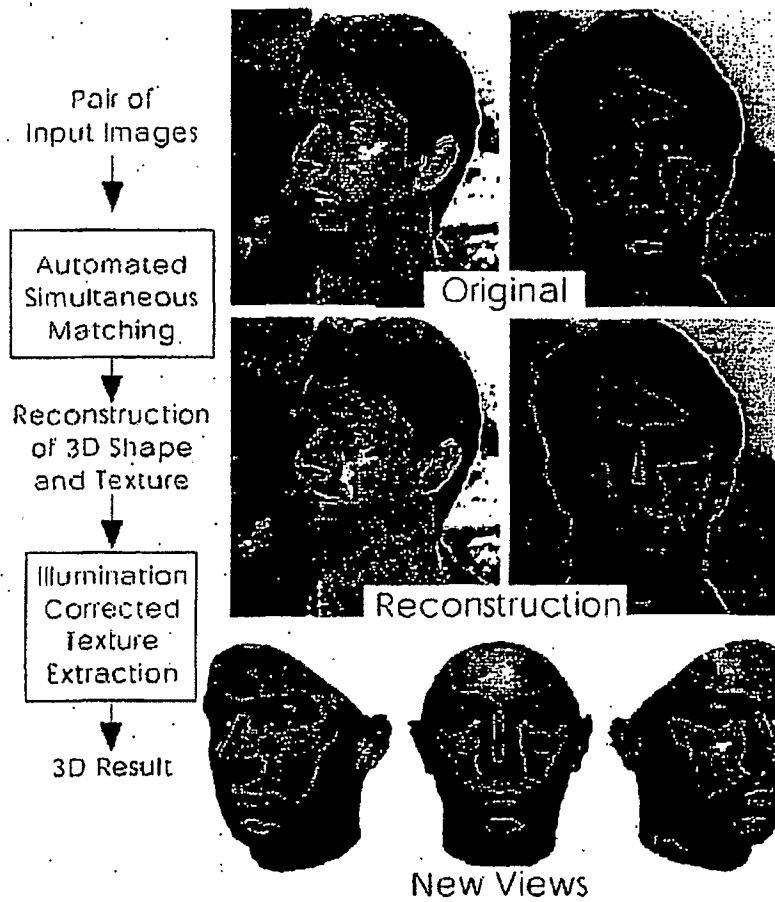 Pair of
Input Images
Automated
Simultaneous
Matching
Reconstruction
of 3D Shape
and Texture
Illumination
Corrected
Texture
Extraction
3D Result
Original
Reconstruction
New Views